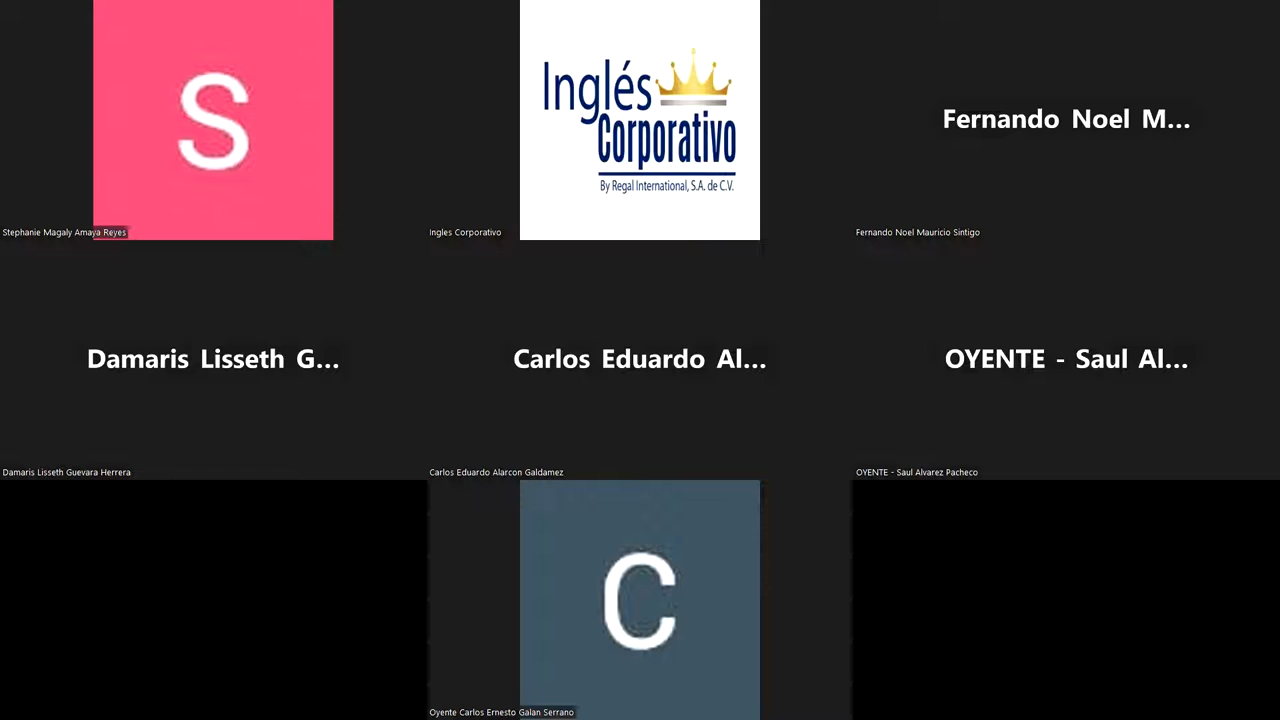 S
Inglés
Corporativo
By Regal International, S.A. de C.V.
Fernando Noel M...
Stephanie Magaly Amaya Reyes
Ingles Corporativo
Fernando Noel Mauricio Sintigo
Damaris Lisseth G...
Carlos Eduardo Al...
OYENTE - Saul Al...
Damaris Lisseth Guevara Herrera
Carlos Eduardo Alarcon Galdamez
OYENTE - Saul Alvarez Pacheco
C
Oyente Carlos Ernesto Galan Serrano